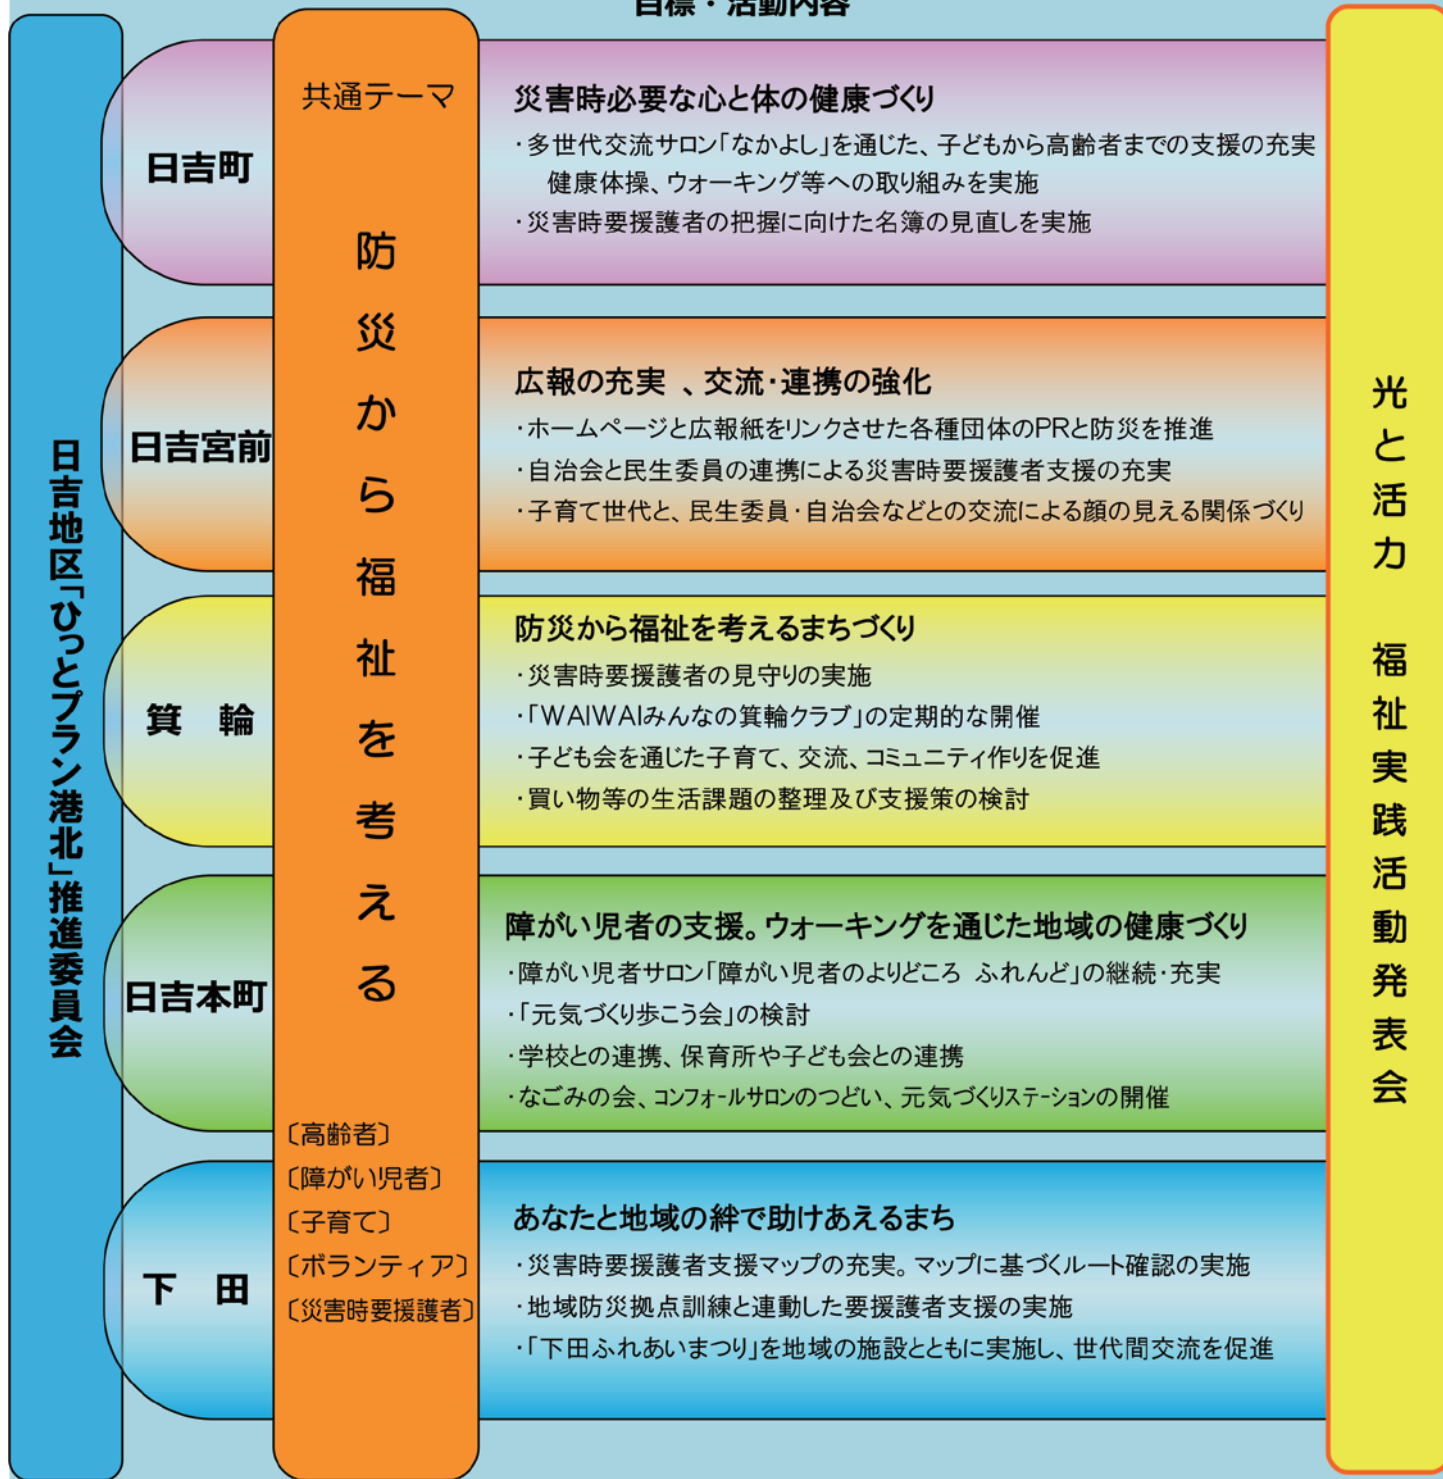 目標・活動内容
日吉地区「ひっとプラン港北」推進委員会
共通テーマ
防災から福祉を考える
〔高齢者〕
〔障がい児者〕
〔子育て〕
〔ボランティア〕
〔災害時要援護者〕
日吉町
災害時必要な心と体の健康づくり
・多世代交流サロン「なかよし」を通じた、子どもから高齢者までの支援の充実
健康体操、ウォーキング等への取り組みを実施
・災害時要援護者の把握に向けた名簿の見直しを実施
日吉宮前
広報の充実 、交流・連携の強化
・ホームページと広報紙をリンクさせた各種団体のPRと防災を推進
・自治会と民生委員の連携による災害時要援護者支援の充実
・子育て世代と、民生委員・自治会などとの交流による顔の見える関係づくり
箕 輪
防災から福祉を考えるまちづくり
・災害時要援護者の見守りの実施
・「WAIWAIみんなの箕輪クラブ」の定期的な開催
・子ども会を通じた子育て、交流、コミュニティ作りを促進
・買い物等の生活課題の整理及び支援策の検討
日吉本町
障がい児者の支援。ウォーキングを通じた地域の健康づくり
・障がい児者サロン「障がい児者のよりどころ ふれんど」の継続・充実
・「元気づくり歩こう会」の検討
・学校との連携、保育所や子ども会との連携
・なごみの会、コンフォールサロンのつどい、元気づくりステーションの開催
下 田
あなたと地域の絆で助けあえるまち
・災害時要援護者支援マップの充実。マップに基づくルート確認の実施
・地域防災拠点訓練と連動した要援護者支援の実施
・「下田ふれあいまつり」を地域の施設とともに実施し、世代間交流を促進
光と活力 福祉実践活動発表会